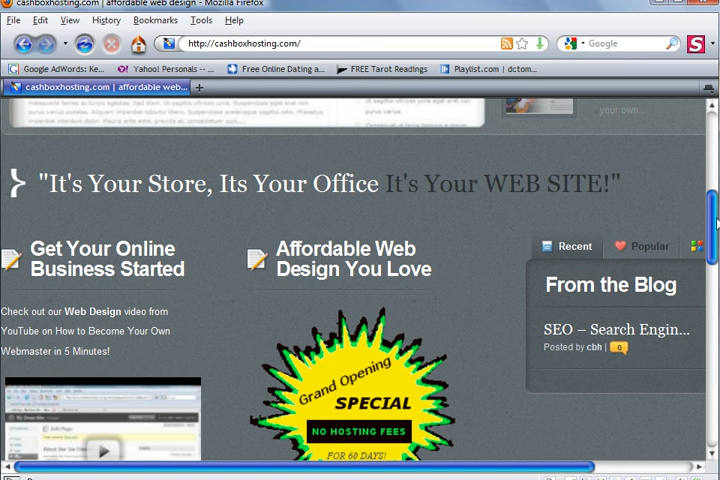 cashboxhosting.com | affordable web design - Mozilla Firefox
File Edit View History Bookmarks Tools Help
http://cashboxhosting.com/
Google
Google AdWords: Ke... Yahoo! Personals -- ... Free Online Dating a... FREE Tarot Readings Playlist.com | dctom...
cashboxhosting.com | affordable web...
your own...
"It's Your Store, Its Your Office It's Your WEB SITE!"
Get Your Online
Business Started
Check out our Web Design video from
YouTube on How to Become Your Own
Webmaster in 5 Minutes!
Affordable Web
Design You Love
Grand Opening
SPECIAL
NO HOSTING FEES
FOR 60 DAYS!
Recent Popular
From the Blog
SEO – Search Engin...
Posted by cbh | 0
Edit Page